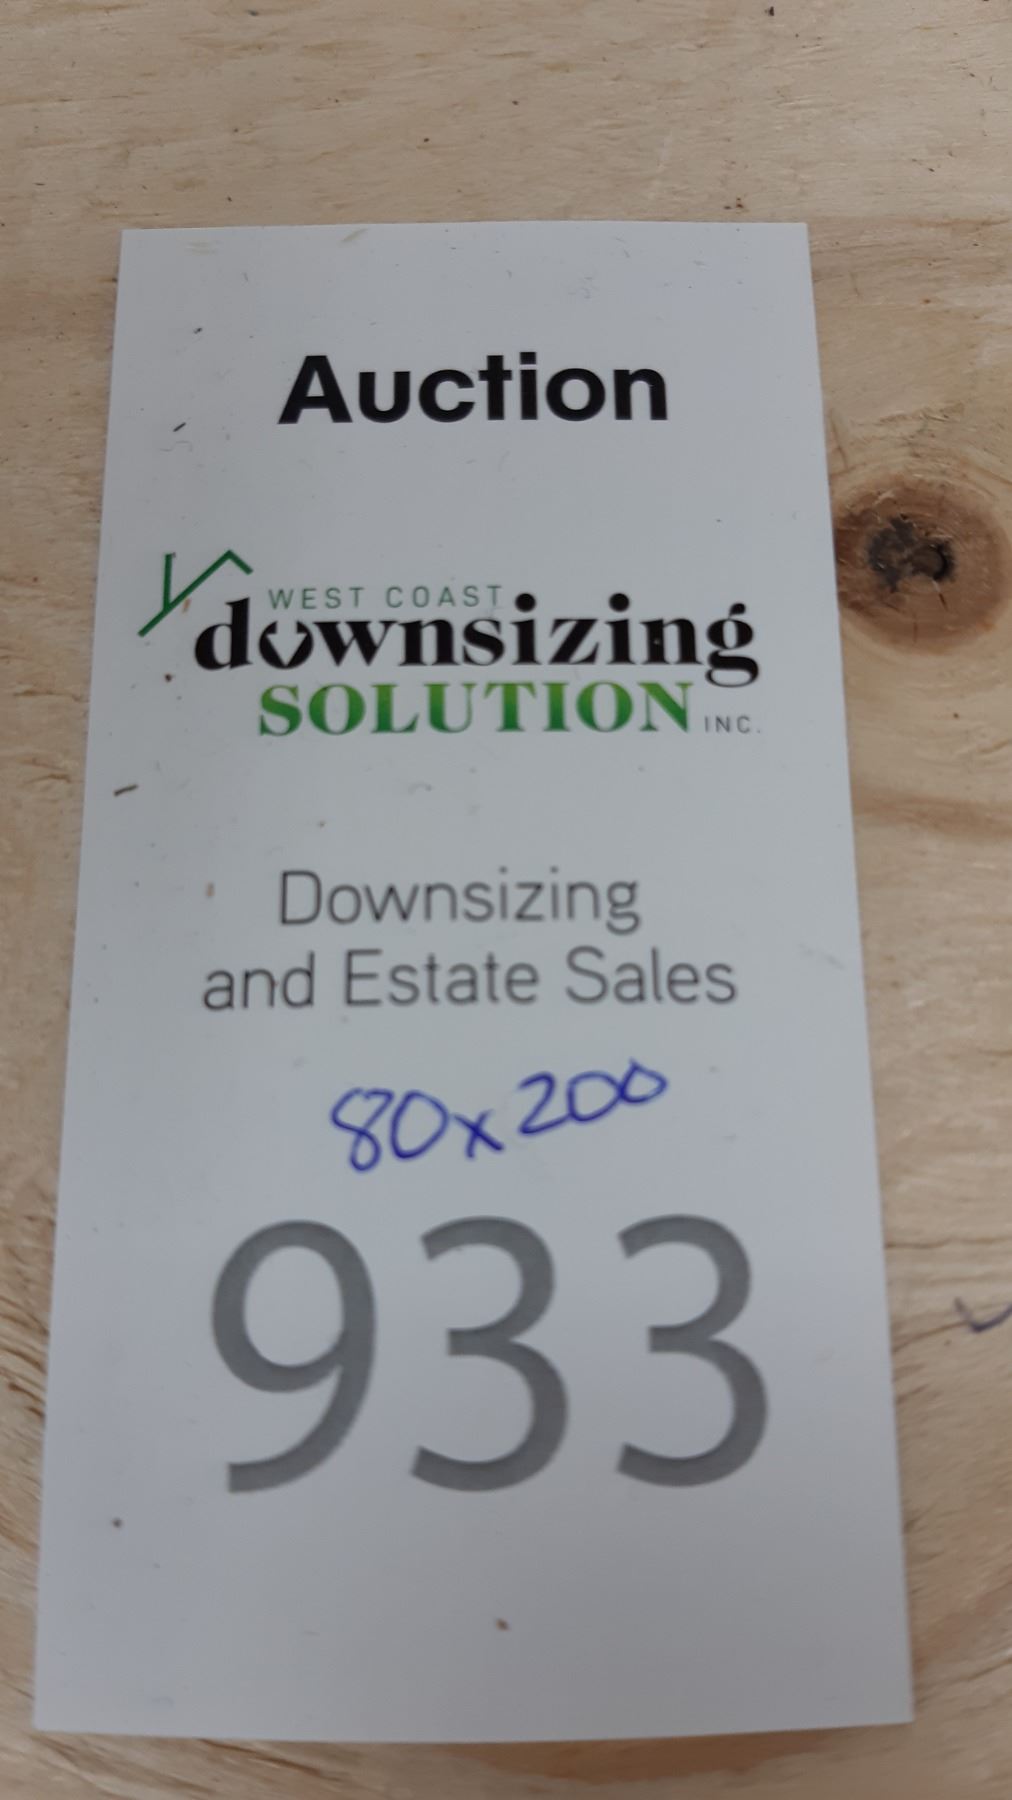 Auction
WEST COAST
downsizing
SOLUTION INC.
Downsizing
and Estate Sales
80x200
933